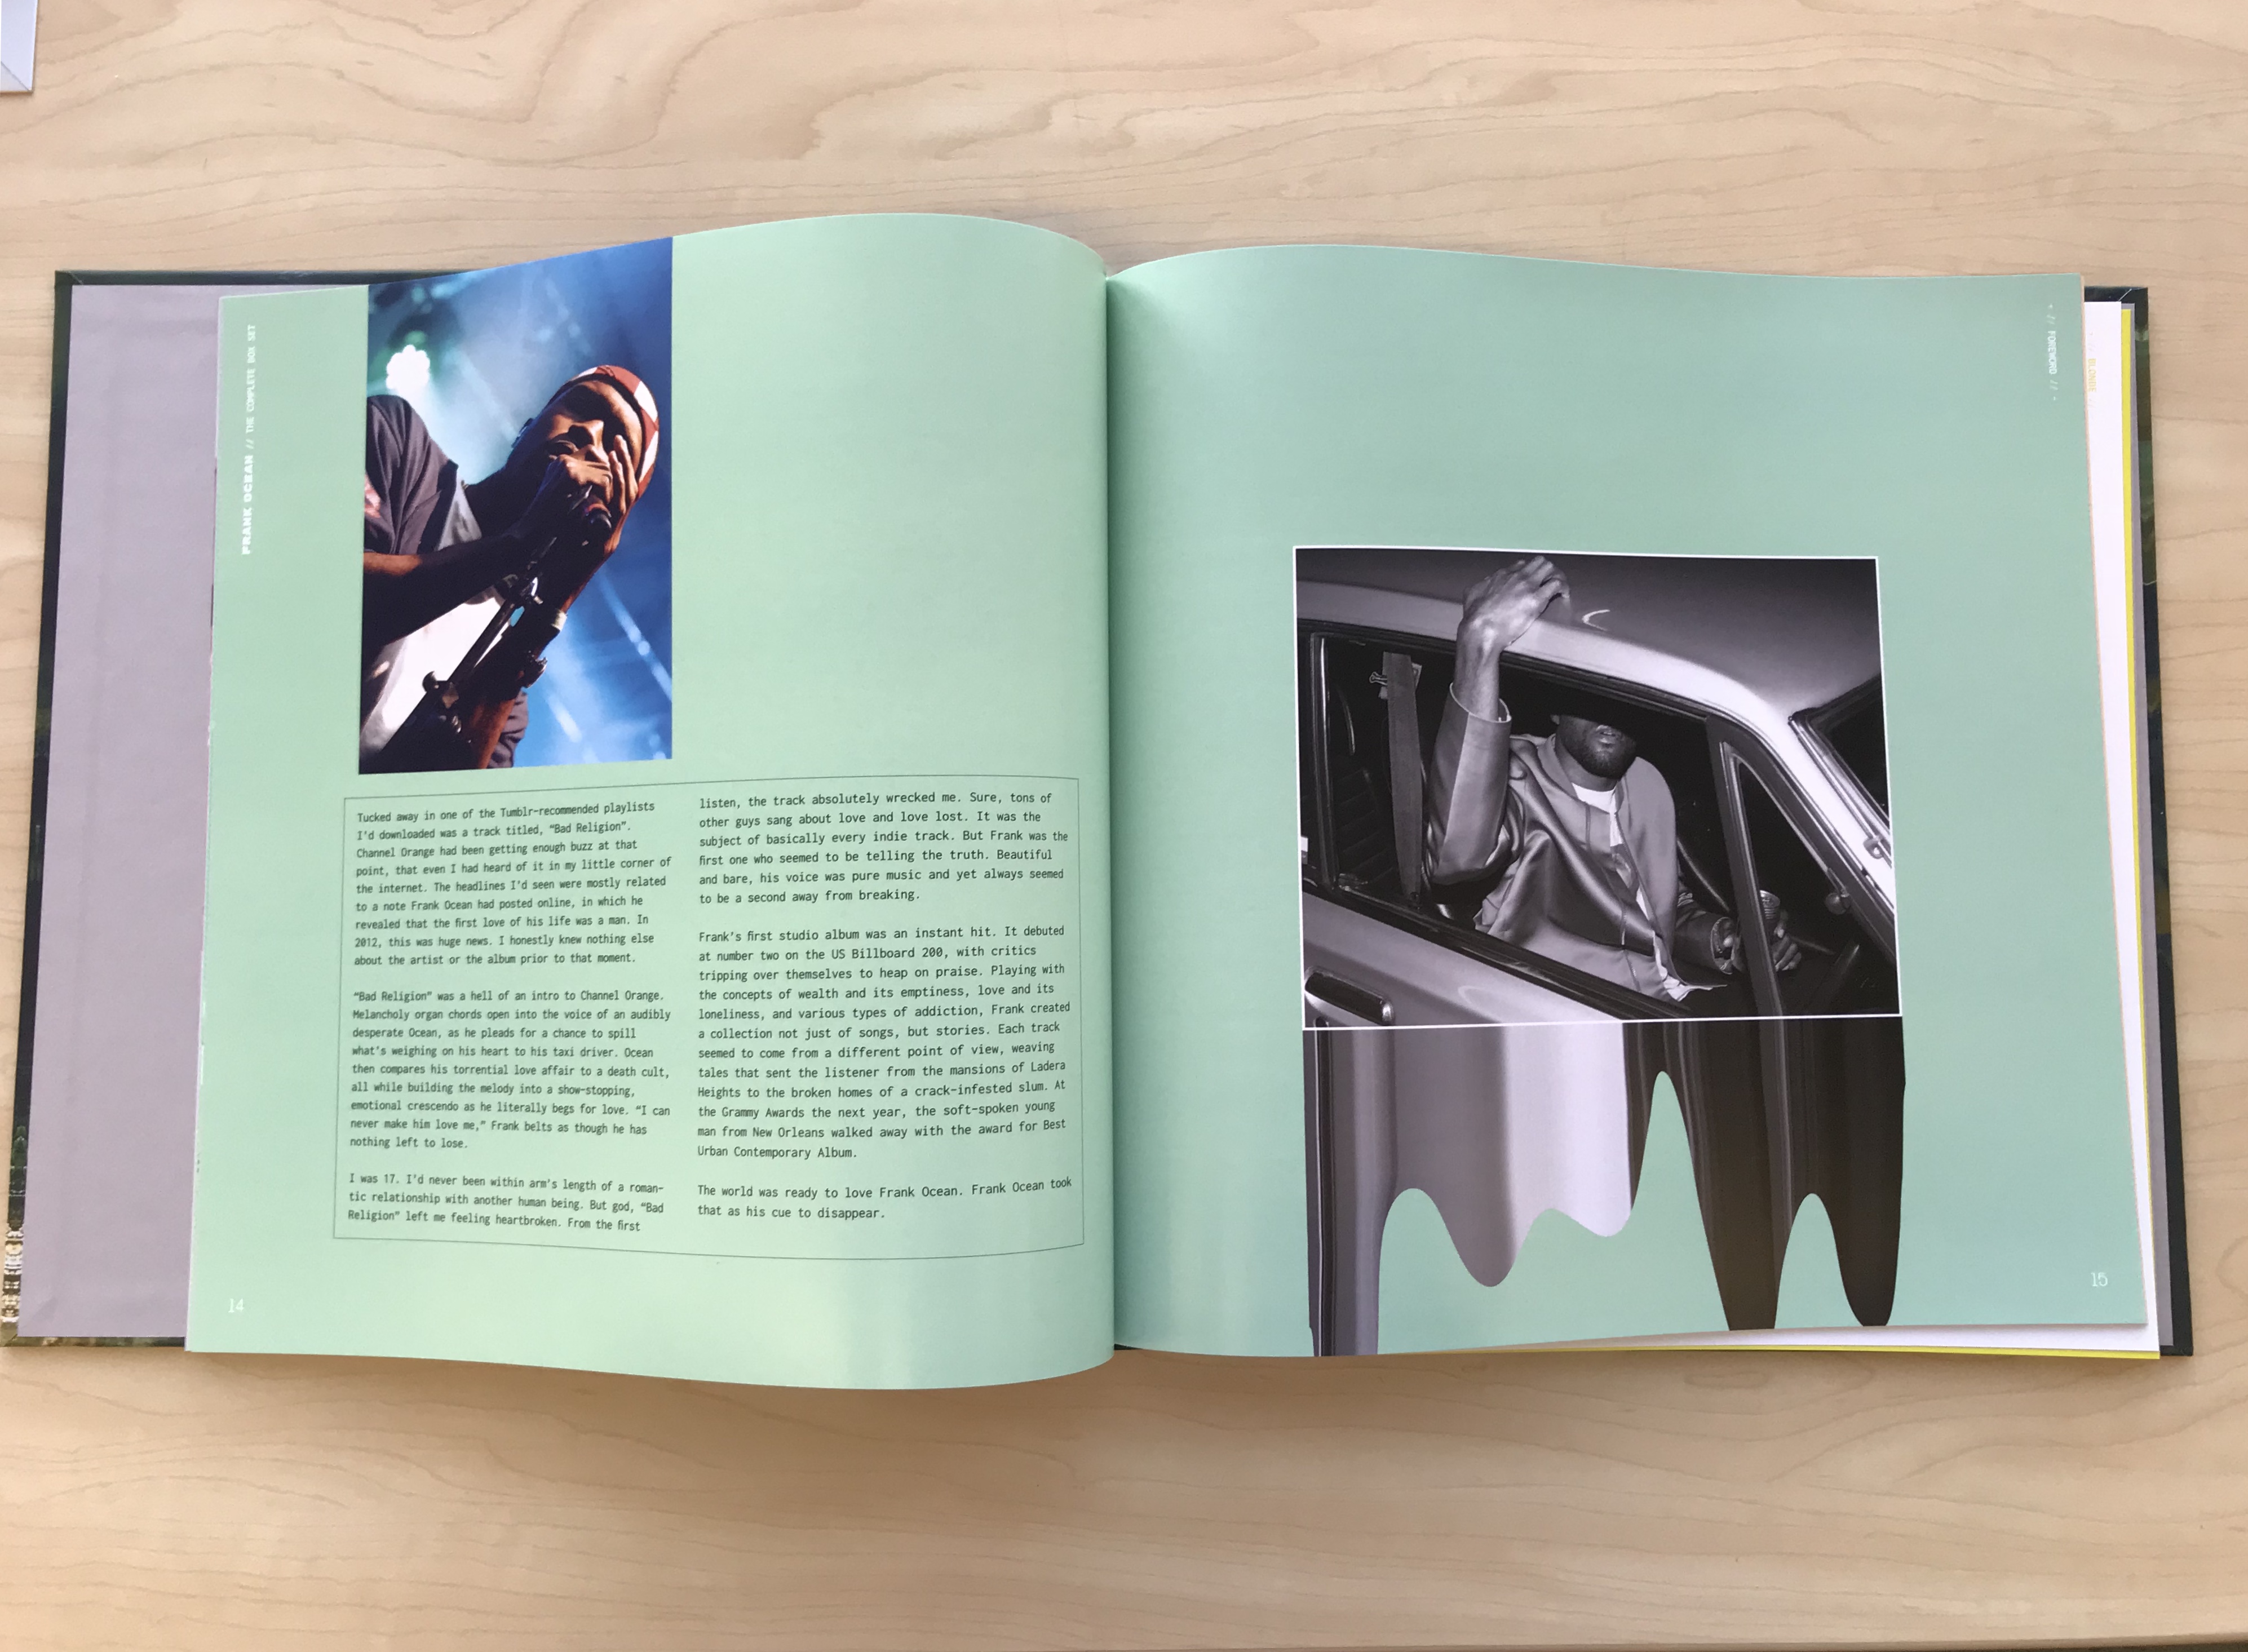 FRANK OCEAN // THE COMPLETE BOX SET
Tucked away in one of the Tumblr-recommended playlists
I'd downloaded was a track titled, “Bad Religion”.
Channel Orange had been getting enough buzz at that
point, that even I had heard of it in my little corner of
the internet. The headlines I'd seen were mostly related
to a note Frank Ocean had posted online, in which he
revealed that the first love of his life was a man. In
2012, this was huge news. I honestly knew nothing else
about the artist or the album prior to that moment.
“Bad Religion” was a hell of an intro to Channel Orange.
Melancholy organ chords open into the voice of an audibly
desperate Ocean, as he pleads for a chance to spill
what's weighing on his heart to his taxi driver. Ocean
then compares his torrential love affair to a death cult,
all while building the melody into a show-stopping,
emotional crescendo as he literally begs for love. “I can
never make him love me,” Frank belts as though he has
nothing left to lose.
I was 17. I'd never been within arm's length of a roman-
tic relationship with another human being. But god, “Bad
Religion” left me feeling heartbroken. From the first
listen, the track absolutely wrecked me. Sure, tons of
other guys sang about love and love lost. It was the
subject of basically every indie track. But Frank was the
first one who seemed to be telling the truth. Beautiful
and bare, his voice was pure music and yet always seemed
to be a second away from breaking.
Frank's first studio album was an instant hit. It debuted
at number two on the US Billboard 200, with critics
tripping over themselves to heap on praise. Playing with
the concepts of wealth and its emptiness, love and its
loneliness, and various types of addiction, Frank created
a collection not just of songs, but stories. Each track
seemed to come from a different point of view, weaving
tales that sent the listener from the mansions of Ladera
Heights to the broken homes of a crack-infested slum. At
the Grammy Awards the next year, the soft-spoken young
man from New Orleans walked away with the award for Best
Urban Contemporary Album.
The world was ready to love Frank Ocean. Frank Ocean took
that as his cue to disappear.
14
// FOREWORD //
BLONDE
15